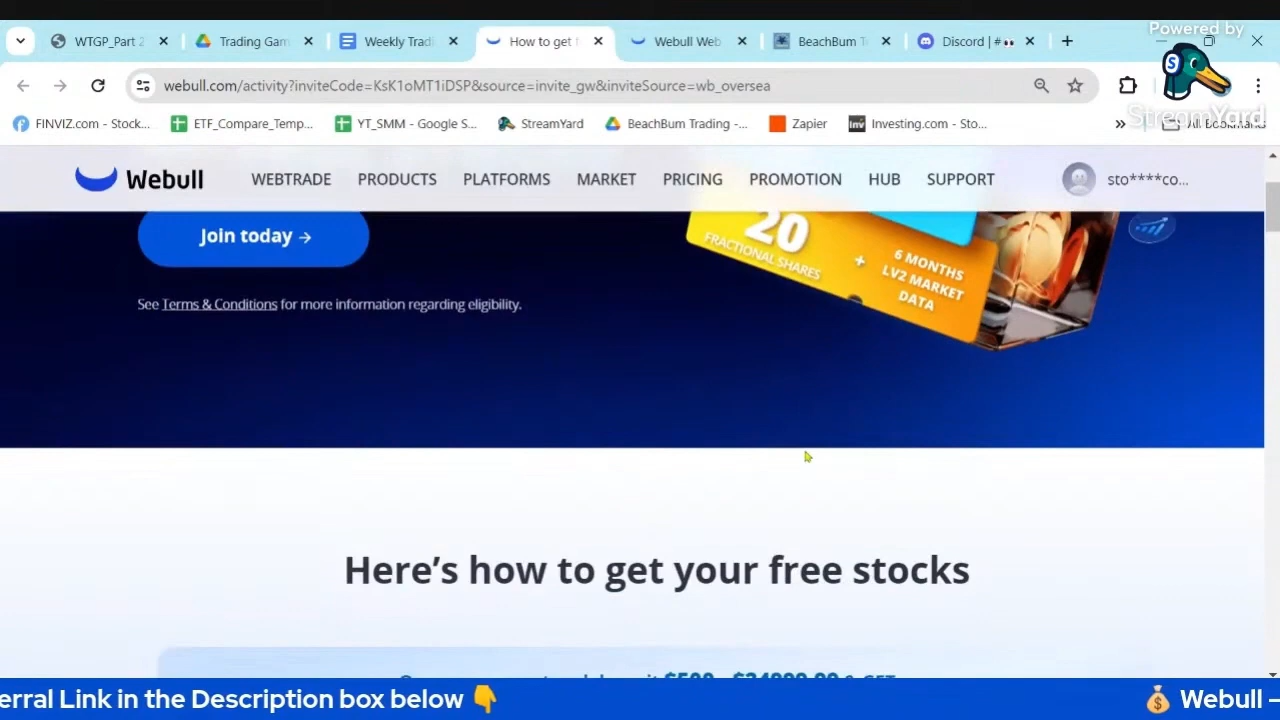 Powered by
WTGP_Part 2
Trading Gam
Weekly Tradi
How to get f
Webull Web
BeachBum T
Discord | #
StreamYard
webull.com/activity?inviteCode=KsK1oMT1iDSR&source=invite_gw&inviteSource=wb_oversea
FINVIZ.com - Stock...
ETF_Compare_Temp...
YT_SMM - Google S...
StreamYard
BeachBum Trading -...
Zapier
Inv
Investing.com - Sto...
»
All Bookmarks
Webull
WEBTRADE
PRODUCTS
PLATFORMS
MARKET
PRICING
PROMOTION
HUB
SUPPORT
sto****co...
Join today →
20
FRACTIONAL SHARES
+
6 MONTHS
LV2 MARKET
DATA
See Terms & Conditions for more information regarding eligibility.
Here's how to get your free stocks
erral Link in the Description box below 👇
💰 Webull –